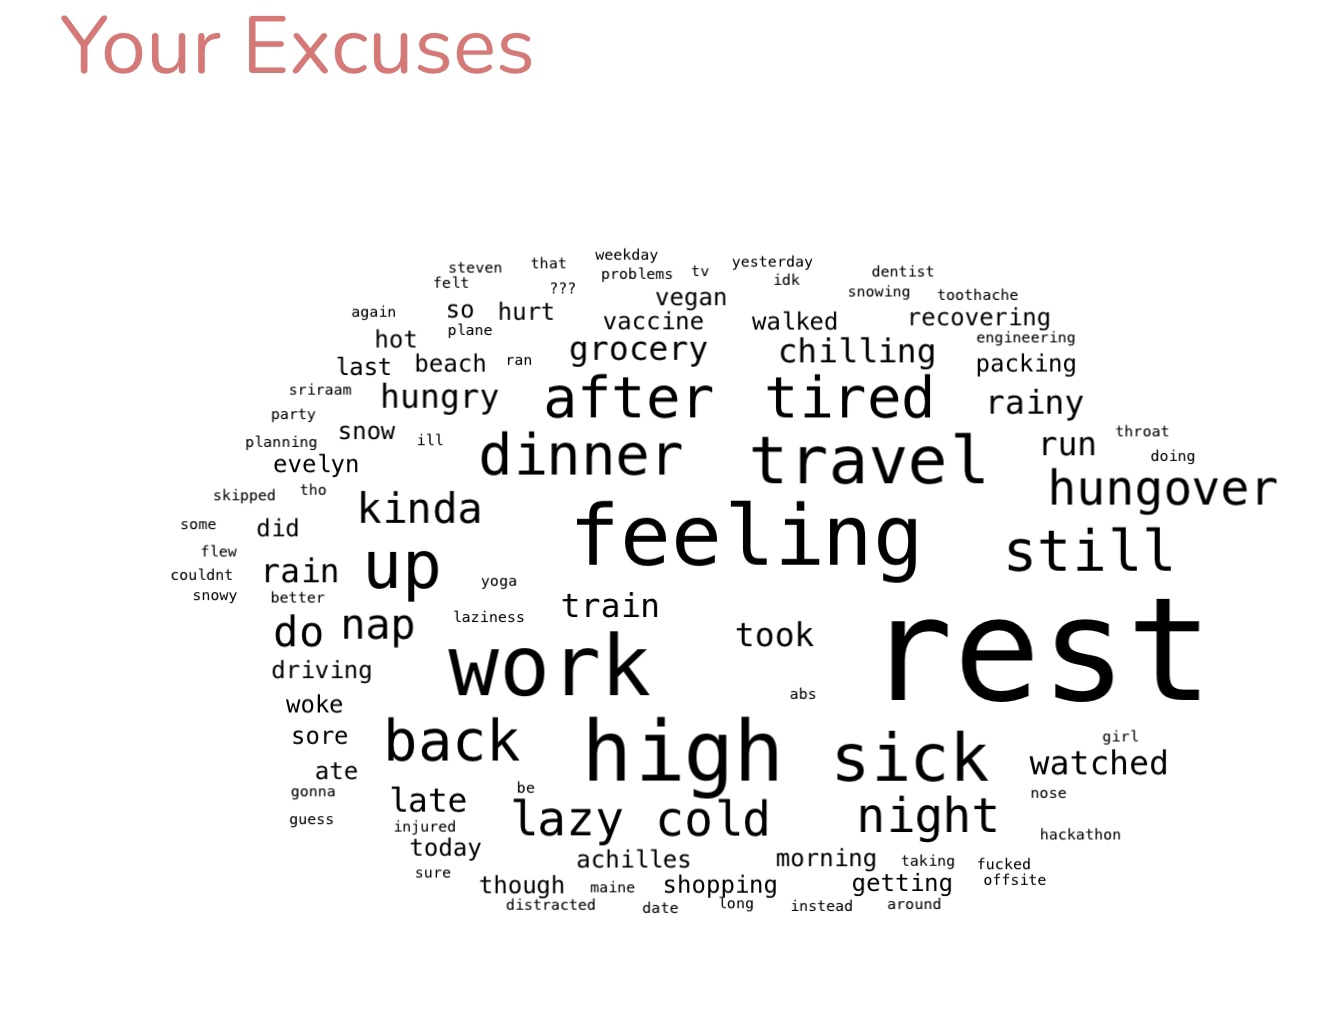 Your Excuses
weekday
steven that problems tv yesterday idk dentist
felt ??? vegan snowing toothache
again so hurt vaccine walked recovering
hot plane grocery chilling engineering
last beach ran packing
sriraam hungry after tired rainy
party
planning snow ill dinner travel run throat
evelyn doing
skipped tho kinda feeling hungover
some did
flew rain up still
couldnt
snowy better yoga
do nap laziness train took rest
driving work abs
woke
sore back high sick girl
ate watched
gonna late be nose
guess injured lazy cold night hackathon
today achilles morning taking fucked
sure though maine shopping getting offsite
distracted date long instead around